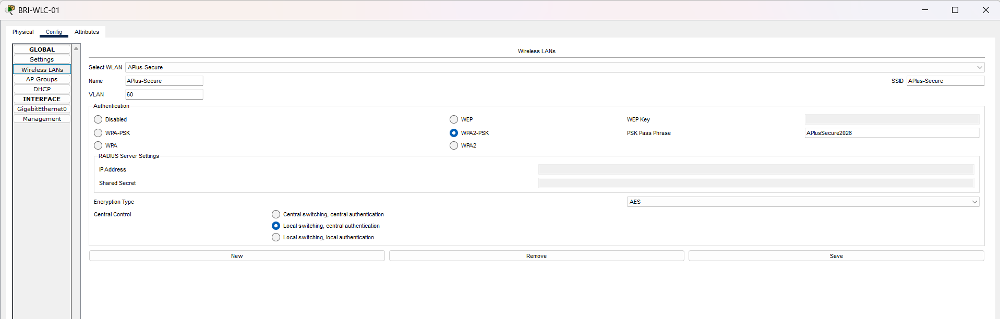 BRI-WLC-01
Physical Config Attributes
GLOBAL
Settings
Wireless LANs
AP Groups
DHCP
INTERFACE
GigabitEthernet0
Management
Wireless LANs
Select WLAN APlus-Secure
Name APlus-Secure SSID APlus-Secure
VLAN 60
Authentication
Disabled WEP WEP Key
WPA-PSK WPA2-PSK PSK Pass Phrase APlusSecure2026
WPA WPA2
RADIUS Server Settings
IP Address
Shared Secret
Encryption Type AES
Central Control Central switching, central authentication
Local switching, central authentication
Local switching, local authentication
New Remove Save